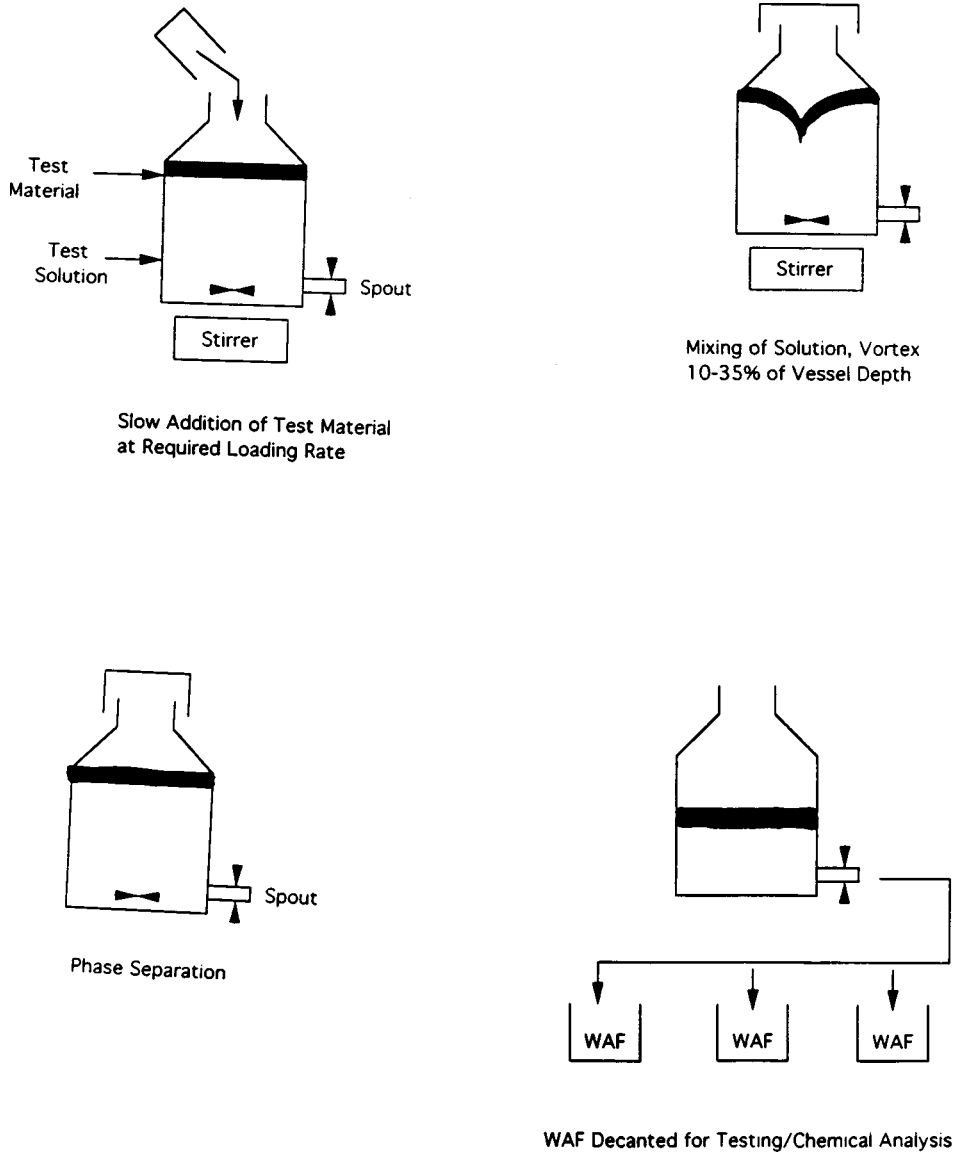 Test
Material
Test
Solution
Spout
Stirrer
Slow Addition of Test Material
at Required Loading Rate
Stirrer
Mixing of Solution, Vortex
10-35% of Vessel Depth
Spout
Phase Separation
WAF
WAF
WAF
WAF Decanted for Testing/Chemical Analysis